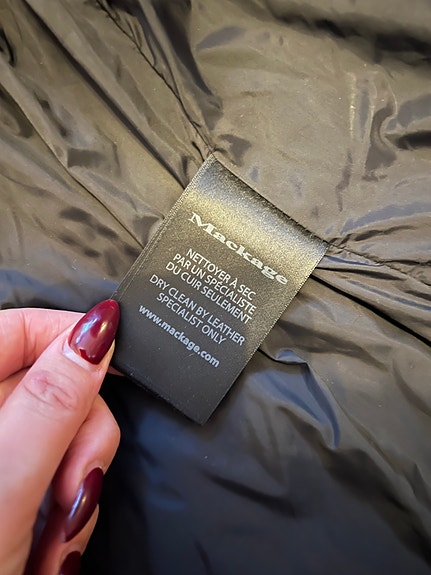 Mackage
NETTOYER À SEC
PAR UN SPÉCIALISTE
DU CUIR SEULEMENT
DRY CLEAN BY LEATHER
SPECIALIST ONLY
www.mackage.com